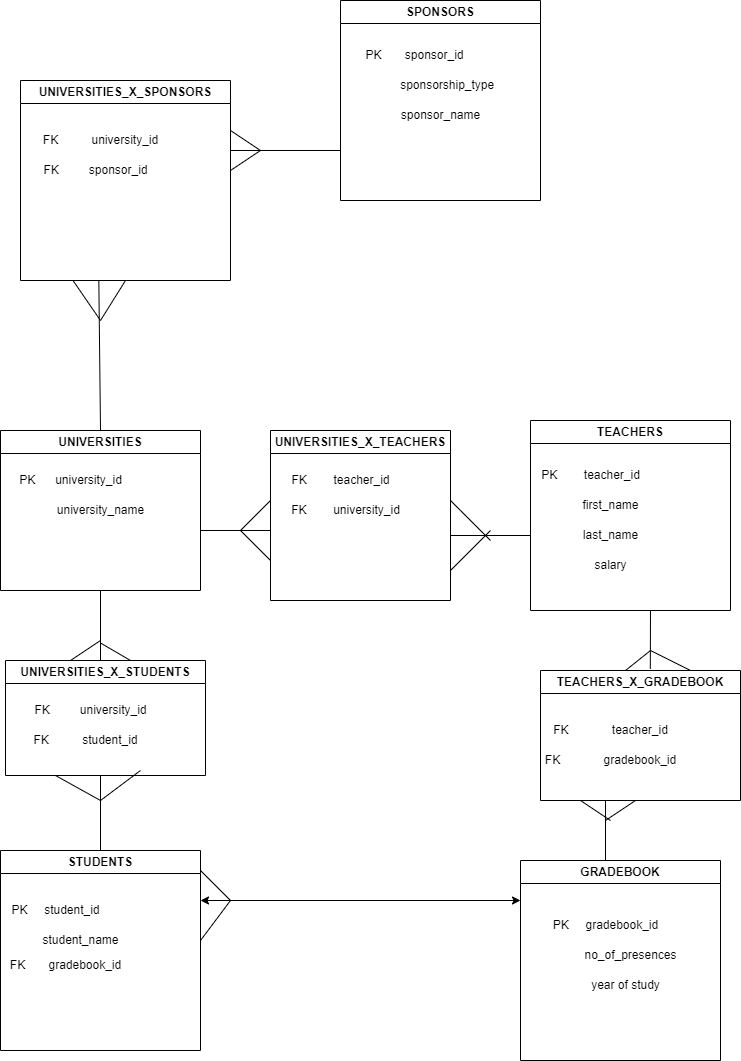 SPONSORS
PK sponsor_id
sponsorship_type
sponsor_name
UNIVERSITIES_X_SPONSORS
FK university_id
FK sponsor_id
UNIVERSITIES
PK university_id
university_name
UNIVERSITIES_X_TEACHERS
FK teacher_id
FK university_id
TEACHERS
PK teacher_id
first_name
last_name
salary
UNIVERSITIES_X_STUDENTS
FK university_id
FK student_id
TEACHERS_X_GRADEBOOK
FK teacher_id
FK gradebook_id
STUDENTS
PK student_id
student_name
FK gradebook_id
GRADEBOOK
PK gradebook_id
no_of_presences
year of study